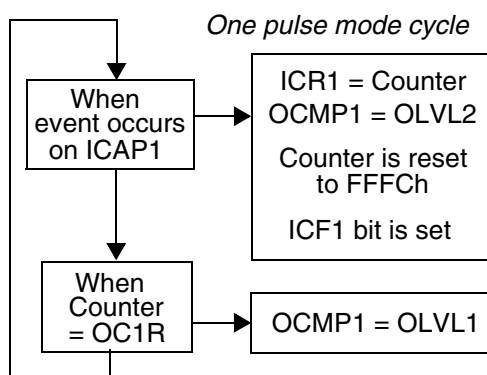 One pulse mode cycle
When
event occurs
on ICAP1
ICR1 = Counter
OCMP1 = OLVL2
Counter is reset
to FFFCh
ICF1 bit is set
When
Counter
= OC1R
OCMP1 = OLVL1